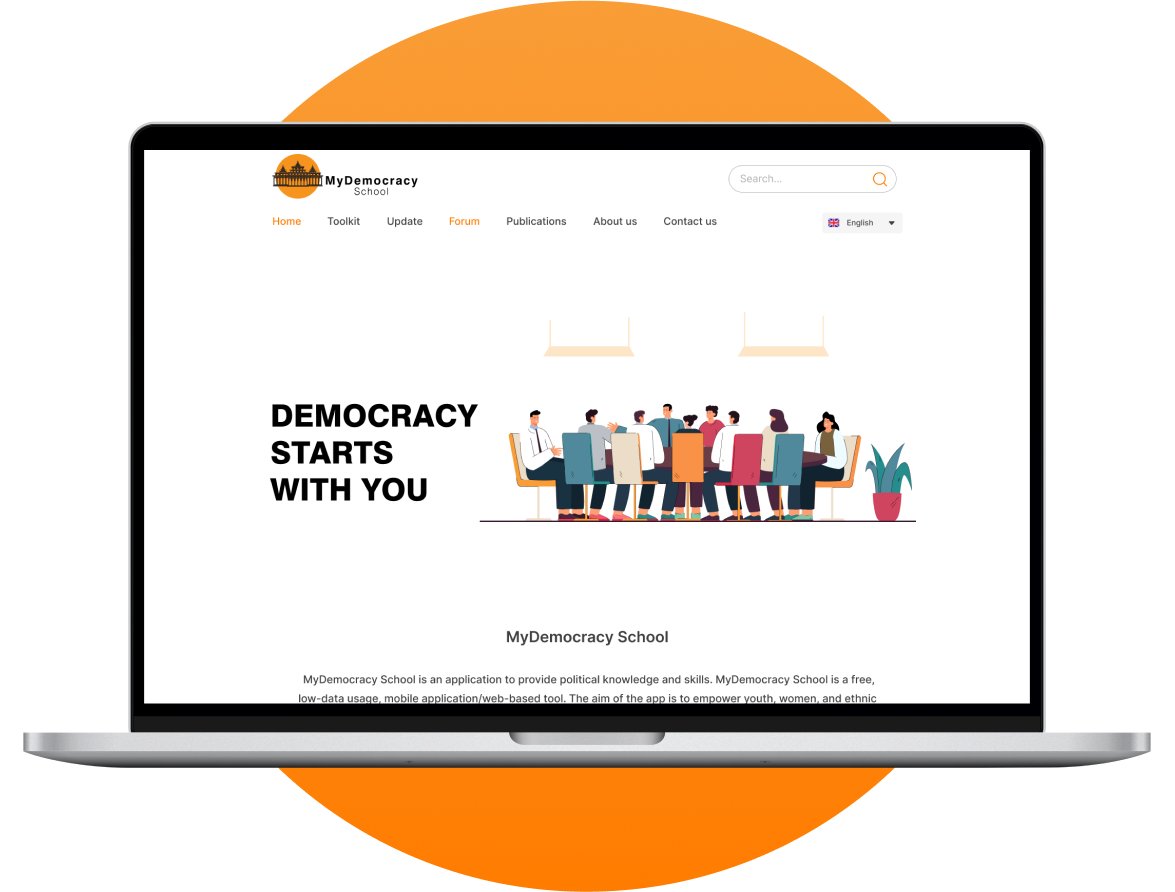 MyDemocracy
School
Search...
Home Toolkit Update Forum Publications About us Contact us
English
DEMOCRACY
STARTS
WITH YOU
MyDemocracy School
MyDemocracy School is an application to provide political knowledge and skills. MyDemocracy School is a free,
low-data usage, mobile application/web-based tool. The aim of the app is to empower youth, women, and ethnic